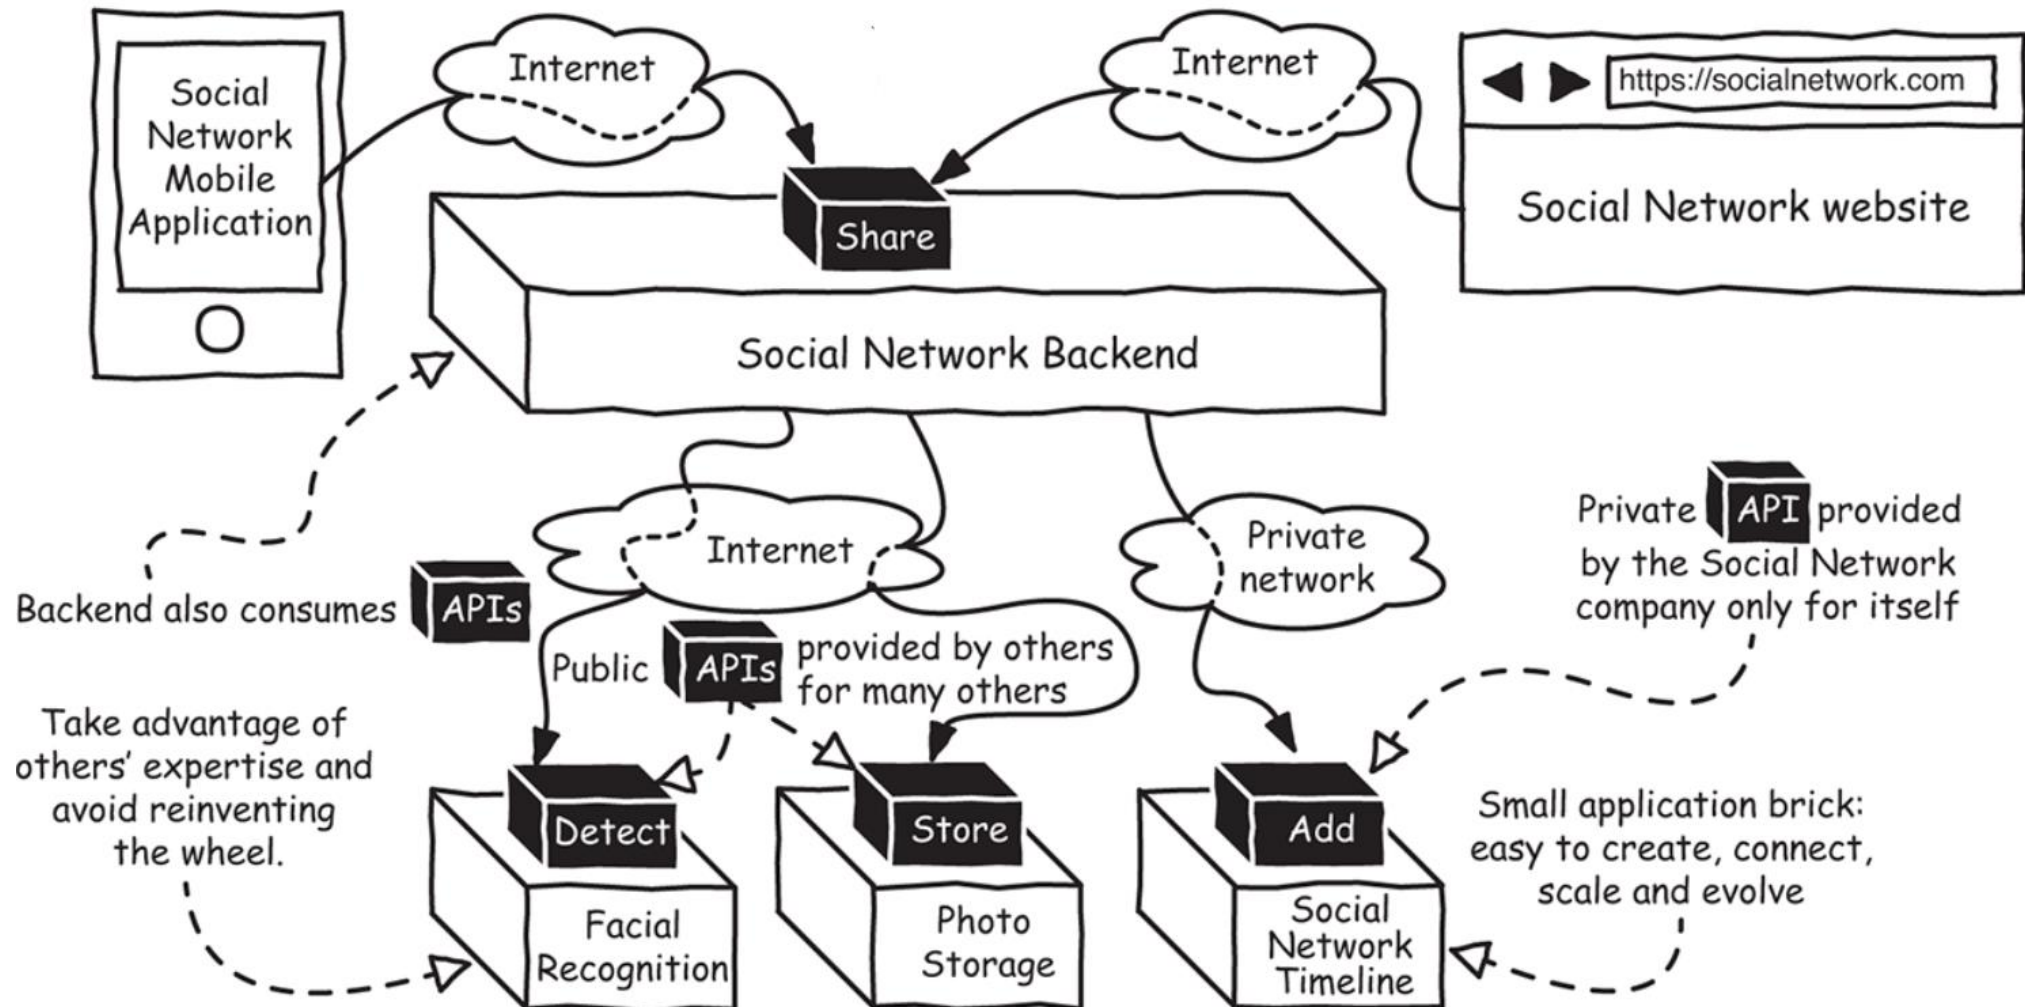 Social
Network
Mobile
Application
Internet
Internet
https://socialnetwork.com
Social Network website
Share
Social Network Backend
Backend also consumes APIs
Internet
Private
network
Private API provided
by the Social Network
company only for itself
Public APIs provided by others
for many others
Take advantage of
others' expertise and
avoid reinventing
the wheel.
Detect
Facial
Recognition
Store
Photo
Storage
Add
Social
Network
Timeline
Small application brick:
easy to create, connect,
scale and evolve